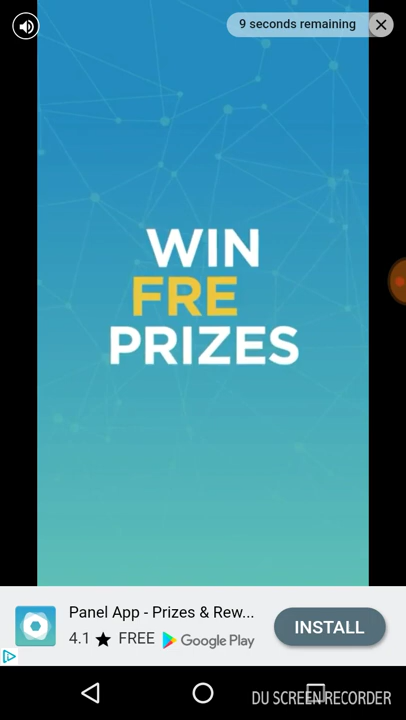 9 seconds remaining
WIN
FRE
PRIZES
Panel App - Prizes & Rew...
4.1 ★ FREE Google Play
INSTALL
DU SCREEN RECORDER